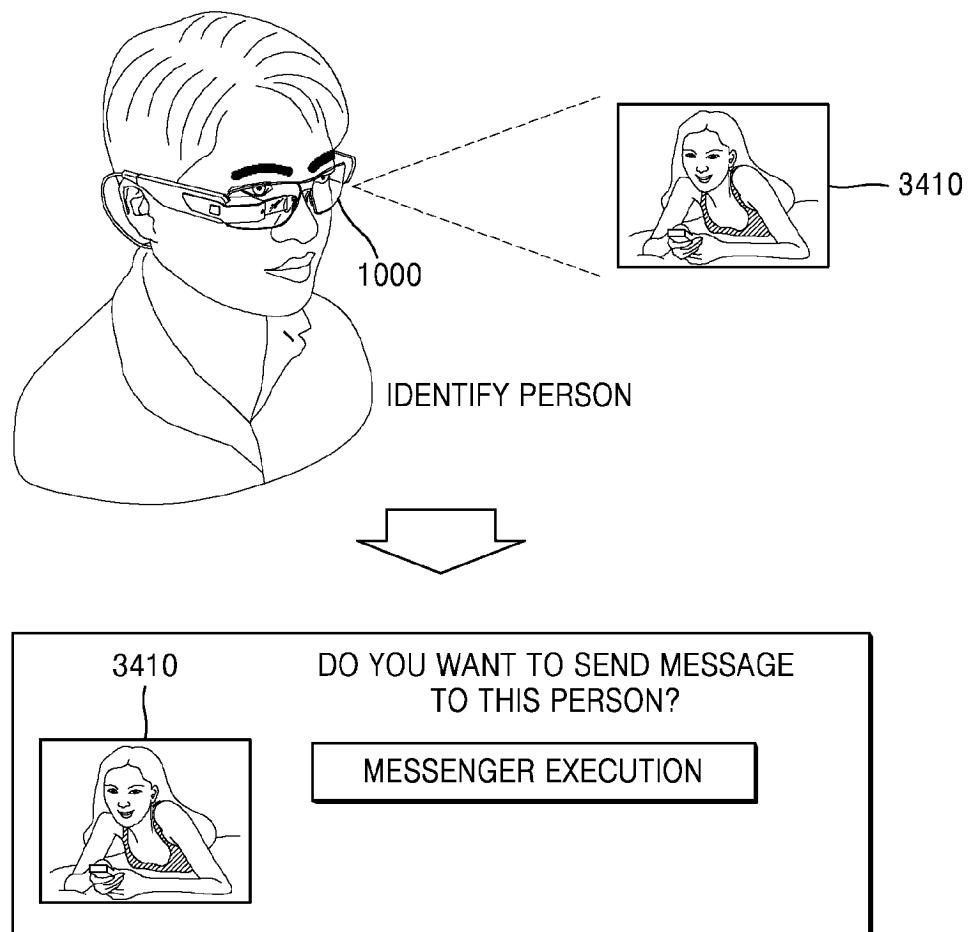 3410
1000
IDENTIFY PERSON
3410
DO YOU WANT TO SEND MESSAGE
TO THIS PERSON?
MESSENGER EXECUTION